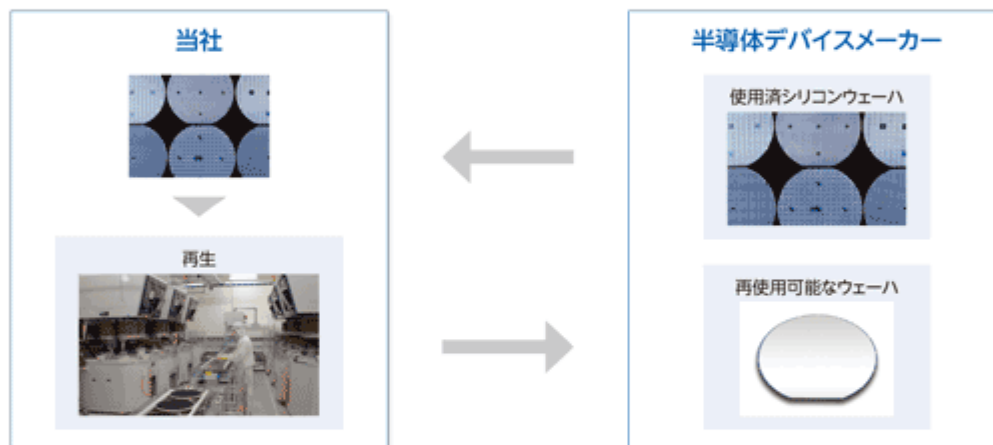 当社
再生
半導体デバイスメーカー
使用済シリコンウェーハ
再使用可能なウェーハ